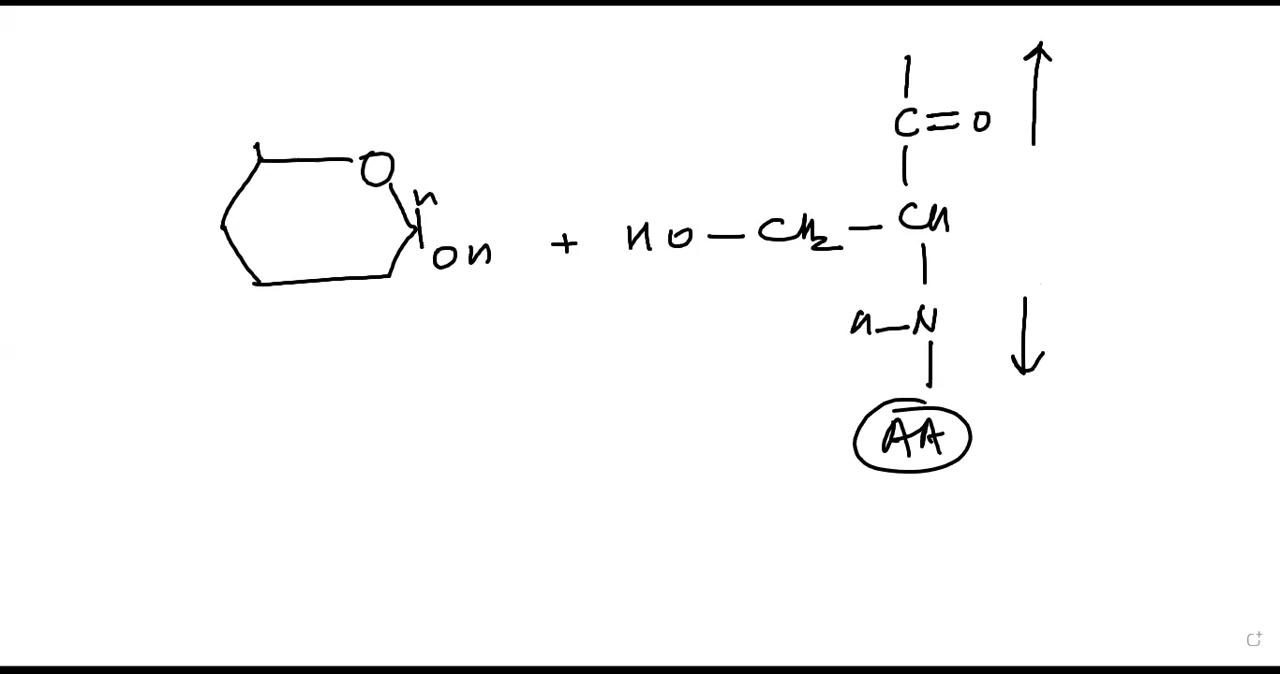 C=O
O
H
OH + HO—CH₂—CH
H—N
AA